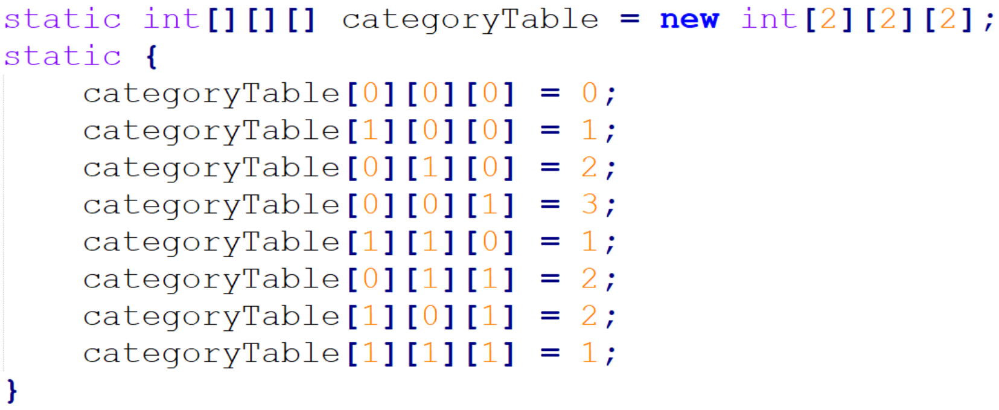 static int[][][] categoryTable = new int[2][2][2];
static {
    categoryTable[0][0][0] = 0;
    categoryTable[1][0][0] = 1;
    categoryTable[0][1][0] = 2;
    categoryTable[0][0][1] = 3;
    categoryTable[1][1][0] = 1;
    categoryTable[0][1][1] = 2;
    categoryTable[1][0][1] = 2;
    categoryTable[1][1][1] = 1;
}